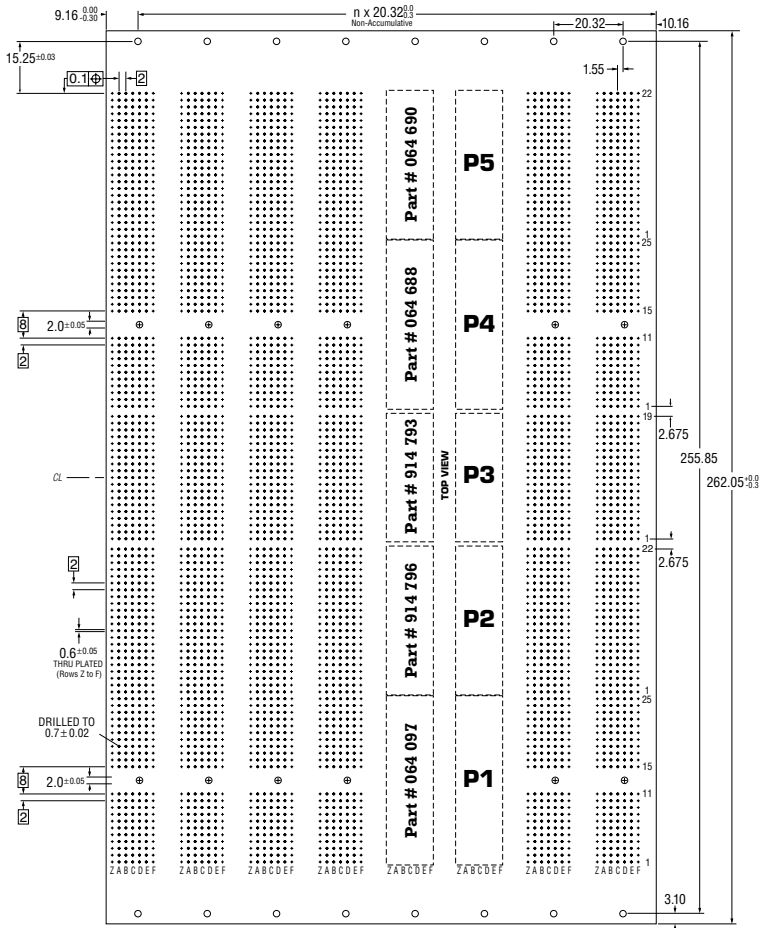 9.16 0.00 -0.30
n x 20.32 0.0 -0.3
Non-Accumulative
20.32
10.16
15.25±0.03
0.1 ⌖
2
1.55
22
Part # 064 690
P5
1
25
Part # 064 688
P4
15
8
2.0±0.05
11
2
1
19
2.675
Part # 914 793
TOP VIEW
P3
255.85
262.05 +0.0 -0.3
CL
1
22
2.675
2
Part # 914 796
P2
0.6±0.05
THRU PLATED
(Rows Z to F)
1
25
DRILLED TO
0.7±0.02
Part # 064 097
P1
15
8
2.0±0.05
11
2
1
ZABCDEF ZABCDEF ZABCDEF ZABCDEF ZABCDEF ZABCDEF ZABCDEF ZABCDEF
3.10